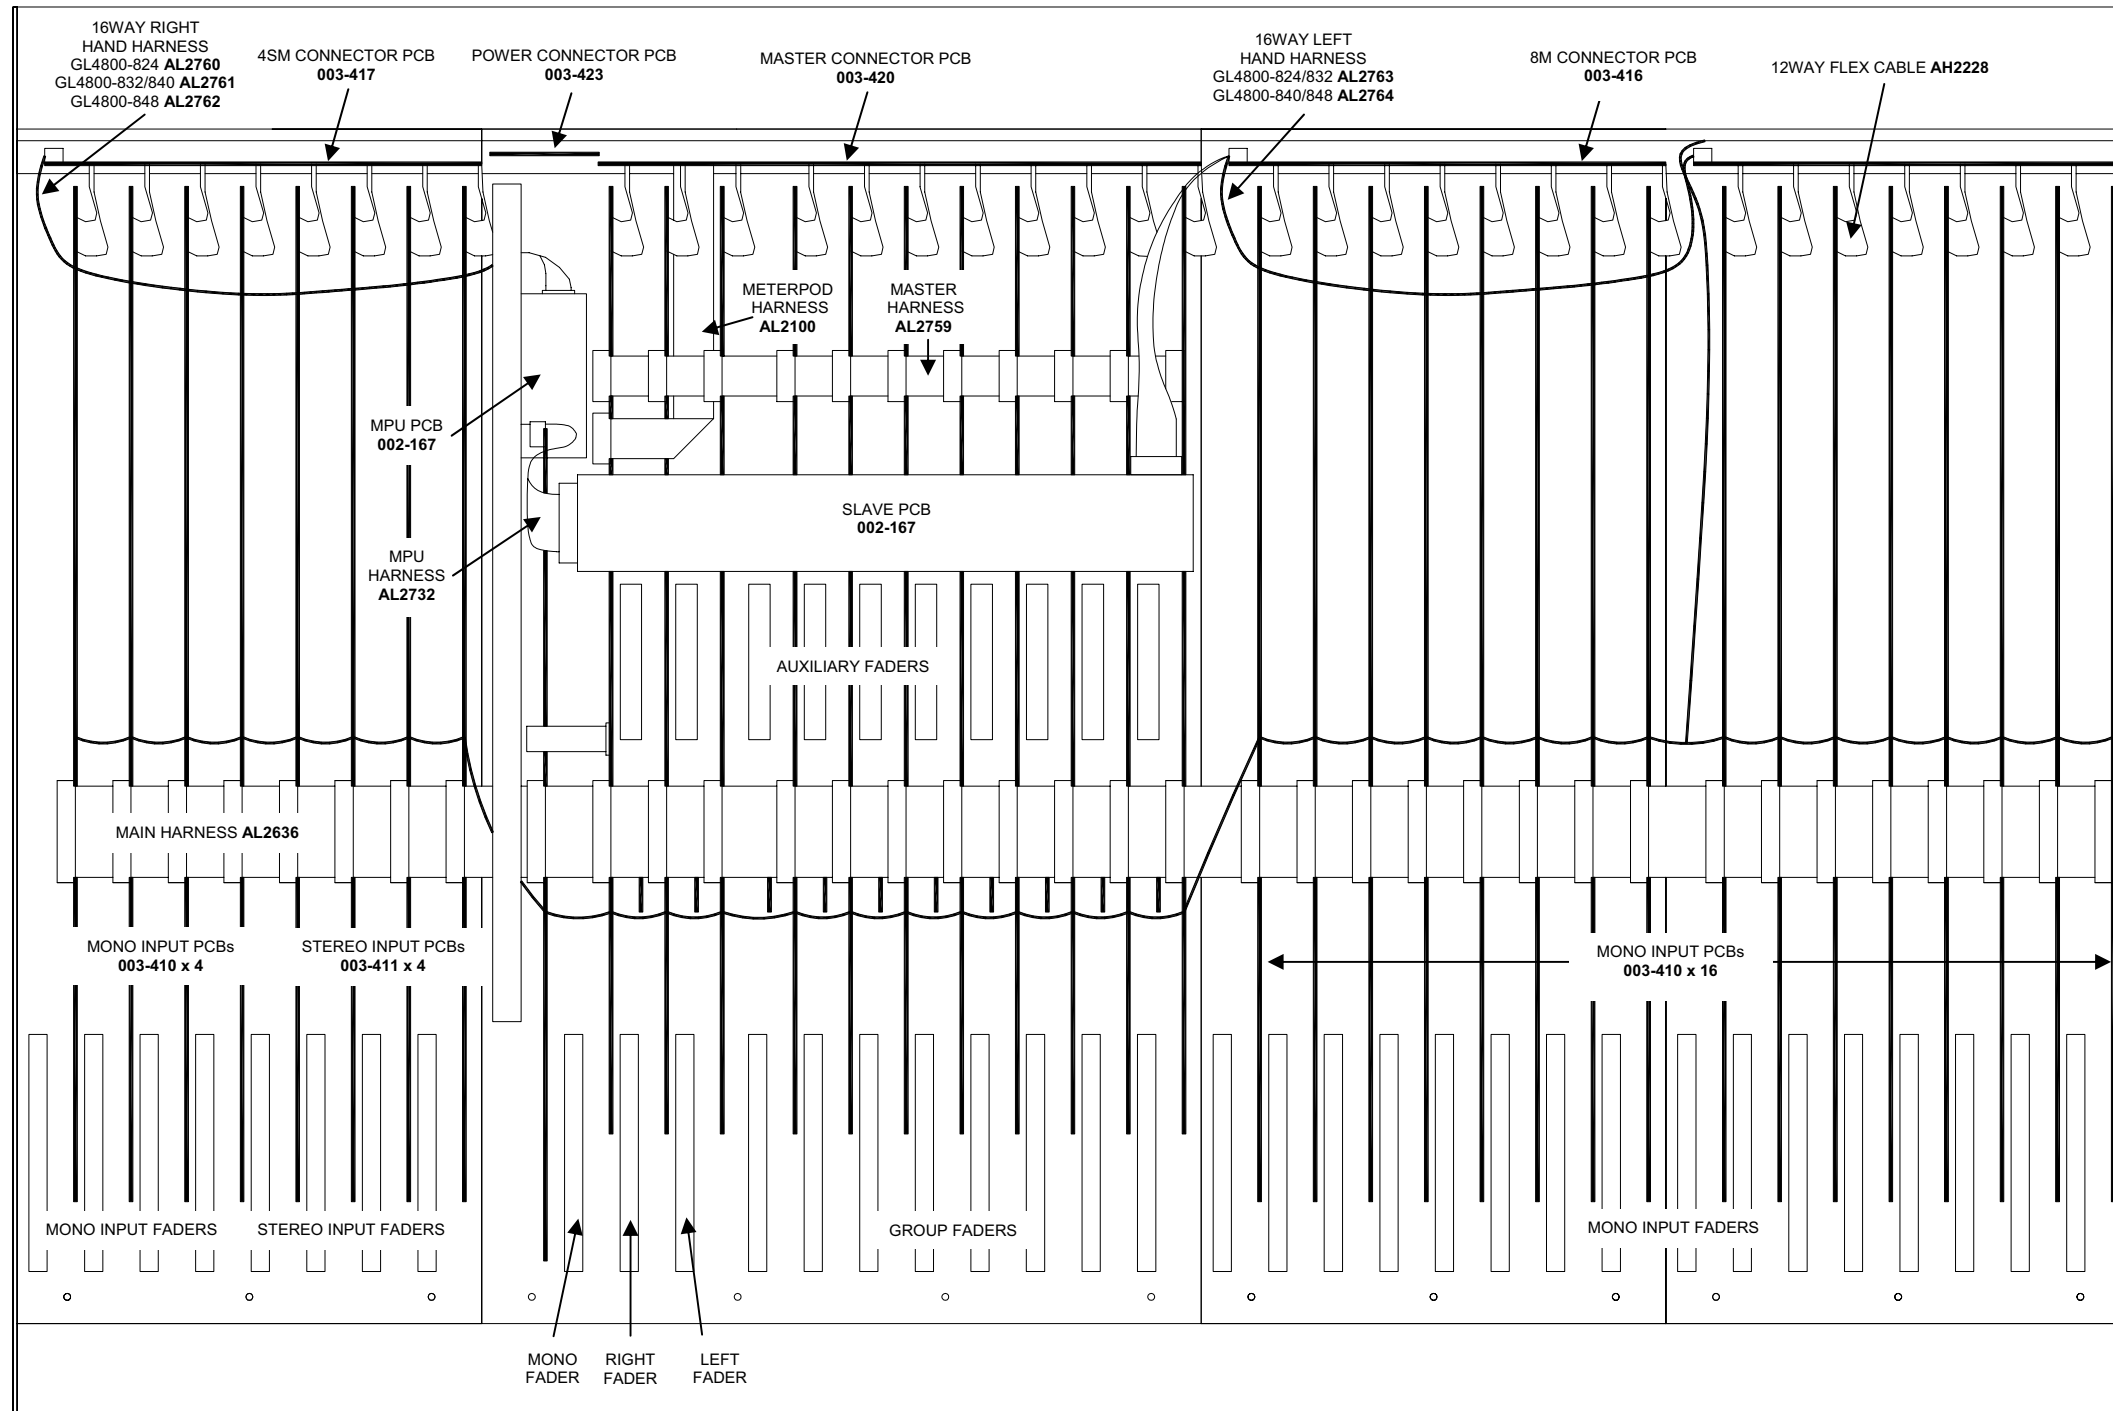 16WAY RIGHT
HAND HARNESS
GL4800-824 AL2760
GL4800-832/840 AL2761
GL4800-848 AL2762
4SM CONNECTOR PCB
003-417
POWER CONNECTOR PCB
003-423
MASTER CONNECTOR PCB
003-420
16WAY LEFT
HAND HARNESS
GL4800-824/832 AL2763
GL4800-840/848 AL2764
8M CONNECTOR PCB
003-416
12WAY FLEX CABLE AH2228
METERPOD
HARNESS
AL2100
MASTER
HARNESS
AL2759
MPU PCB
002-167
SLAVE PCB
002-167
MPU
HARNESS
AL2732
AUXILIARY FADERS
MAIN HARNESS AL2636
MONO INPUT PCBs
003-410 x 4
STEREO INPUT PCBs
003-411 x 4
MONO INPUT PCBs
003-410 x 16
MONO INPUT FADERS
STEREO INPUT FADERS
GROUP FADERS
MONO INPUT FADERS
MONO
FADER
RIGHT
FADER
LEFT
FADER